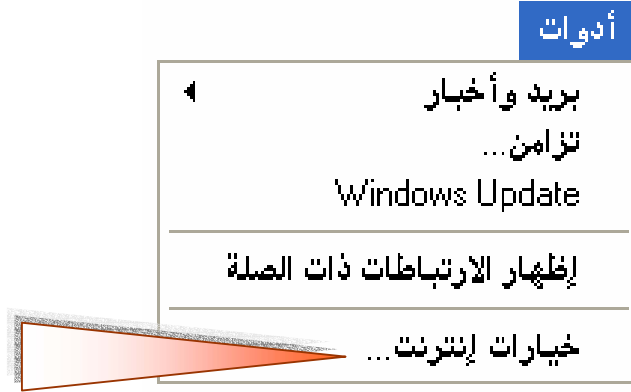 أدوات
بريد وأخبار
تزامن...
Windows Update
إظهار الارتباطات ذات الصلة
خيارات إنترنت...